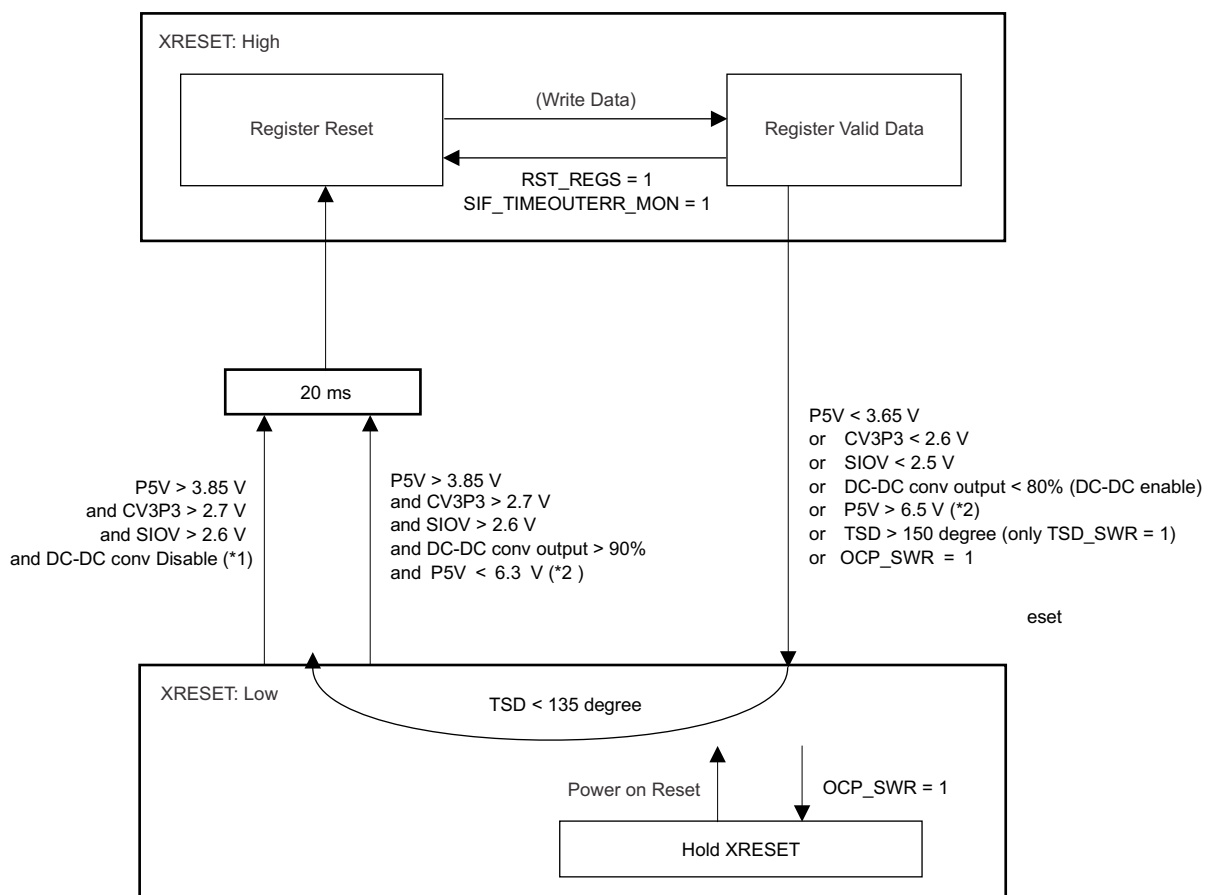 XRESET: High
Register Reset
(Write Data)
Register Valid Data
RST_REGS = 1
SIF_TIMEOUTERR_MON = 1
20 ms
P5V > 3.85 V
and CV3P3 > 2.7 V
and SIOV > 2.6 V
and DC-DC conv Disable (*1)
P5V > 3.85 V
and CV3P3 > 2.7 V
and SIOV > 2.6 V
and DC-DC conv output > 90%
and P5V < 6.3 V (*2 )
P5V < 3.65 V
or CV3P3 < 2.6 V
or SIOV < 2.5 V
or DC-DC conv output < 80% (DC-DC enable)
or P5V > 6.5 V (*2)
or TSD > 150 degree (only TSD_SWR = 1)
or OCP_SWR = 1
eset
XRESET: Low
TSD < 135 degree
Power on Reset
OCP_SWR = 1
Hold XRESET